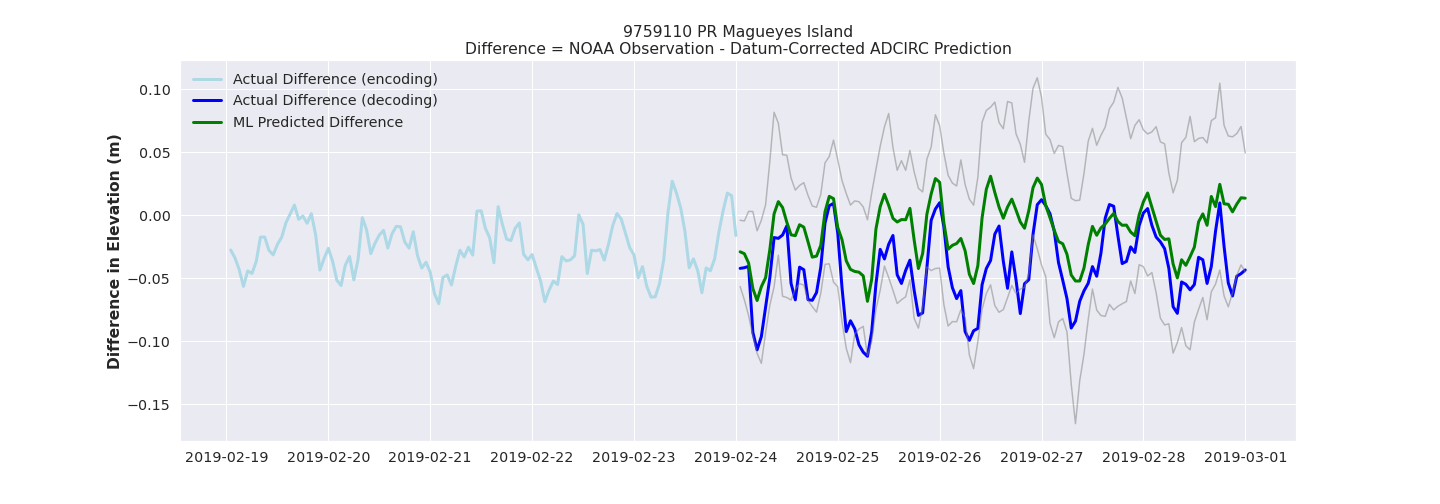 9759110 PR Magueyes Island
Difference = NOAA Observation - Datum-Corrected ADCIRC Prediction
Actual Difference (encoding)
Actual Difference (decoding)
ML Predicted Difference
Difference in Elevation (m)
0.10
0.05
0.00
−0.05
−0.10
−0.15
2019-02-19 2019-02-20 2019-02-21 2019-02-22 2019-02-23 2019-02-24 2019-02-25 2019-02-26 2019-02-27 2019-02-28 2019-03-01